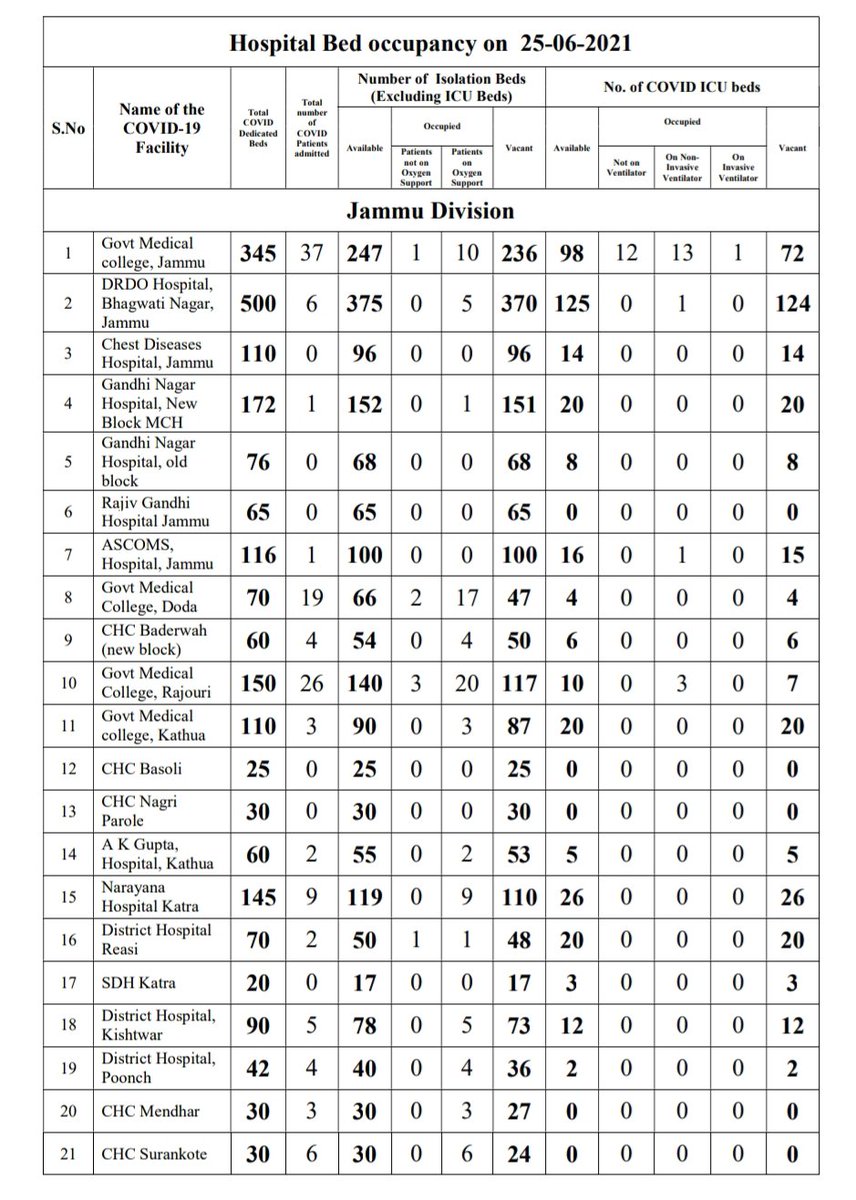 Hospital Bed occupancy on 25-06-2021
S.No
Name of the
COVID-19
Facility
Total
COVID
Dedicated
Beds
Total
number
of
COVID
Patients
admitted
Number of Isolation Beds
(Excluding ICU Beds)
No. of COVID ICU beds
Available
Occupied
Vacant
Available
Occupied
Vacant
Patients
not on
Oxygen
Support
Patients
on
Oxygen
Support
Not on
Ventilator
On Non-
Invasive
Ventilator
On
Invasive
Ventilator
Jammu Division
1 Govt Medical
college, Jammu 345 37 247 1 10 236 98 12 13 1 72
2 DRDO Hospital,
Bhagwati Nagar,
Jammu 500 6 375 0 5 370 125 0 1 0 124
3 Chest Diseases
Hospital, Jammu 110 0 96 0 0 96 14 0 0 0 14
4 Gandhi Nagar
Hospital, New
Block MCH 172 1 152 0 1 151 20 0 0 0 20
5 Gandhi Nagar
Hospital, old
block 76 0 68 0 0 68 8 0 0 0 8
6 Rajiv Gandhi
Hospital Jammu 65 0 65 0 0 65 0 0 0 0 0
7 ASCOMS,
Hospital, Jammu 116 1 100 0 0 100 16 0 1 0 15
8 Govt Medical
College, Doda 70 19 66 2 17 47 4 0 0 0 4
9 CHC Baderwah
(new block) 60 4 54 0 4 50 6 0 0 0 6
10 Govt Medical
College, Rajouri 150 26 140 3 20 117 10 0 3 0 7
11 Govt Medical
college, Kathua 110 3 90 0 3 87 20 0 0 0 20
12 CHC Basoli 25 0 25 0 0 25 0 0 0 0 0
13 CHC Nagri
Parole 30 0 30 0 0 30 0 0 0 0 0
14 A K Gupta,
Hospital, Kathua 60 2 55 0 2 53 5 0 0 0 5
15 Narayana
Hospital Katra 145 9 119 0 9 110 26 0 0 0 26
16 District Hospital
Reasi 70 2 50 1 1 48 20 0 0 0 20
17 SDH Katra 20 0 17 0 0 17 3 0 0 0 3
18 District Hospital,
Kishtwar 90 5 78 0 5 73 12 0 0 0 12
19 District Hospital,
Poonch 42 4 40 0 4 36 2 0 0 0 2
20 CHC Mendhar 30 3 30 0 3 27 0 0 0 0 0
21 CHC Surankote 30 6 30 0 6 24 0 0 0 0 0